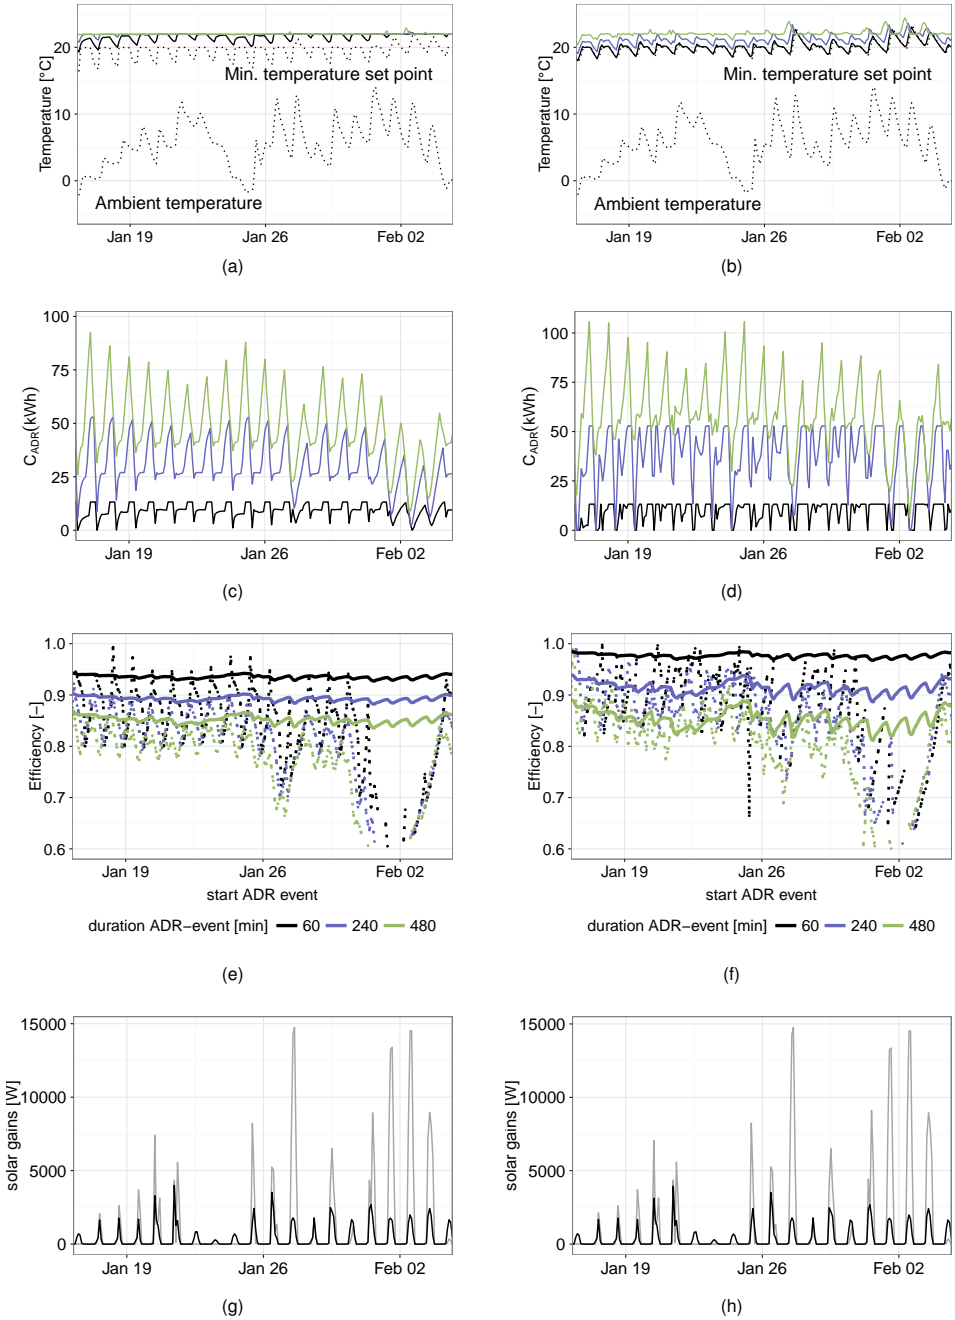 20
10
0
Temperature [°C]
Min. temperature set point
Ambient temperature
Jan 19 Jan 26 Feb 02
(a)
20
10
0
Temperature [°C]
Min. temperature set point
Ambient temperature
Jan 19 Jan 26 Feb 02
(b)
100
75
50
25
0
C_ADR(kWh)
Jan 19 Jan 26 Feb 02
(c)
100
75
50
25
0
C_ADR(kWh)
Jan 19 Jan 26 Feb 02
(d)
1.0
0.9
0.8
0.7
0.6
Efficiency [−]
Jan 19 Jan 26 Feb 02
start ADR event
duration ADR−event [min] 60 240 480
(e)
1.0
0.9
0.8
0.7
0.6
Efficiency [−]
Jan 19 Jan 26 Feb 02
start ADR event
duration ADR−event [min] 60 240 480
(f)
15000
10000
5000
0
solar gains [W]
Jan 19 Jan 26 Feb 02
(g)
15000
10000
5000
0
solar gains [W]
Jan 19 Jan 26 Feb 02
(h)